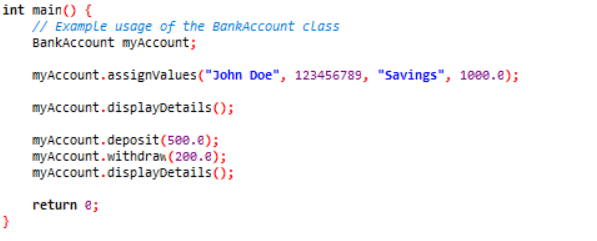 int main() {
// Example usage of the BankAccount class
BankAccount myAccount;
myAccount.assignValues("John Doe", 123456789, "Savings", 1000.0);
myAccount.displayDetails();
myAccount.deposit(500.0);
myAccount.withdraw(200.0);
myAccount.displayDetails();
return 0;
}